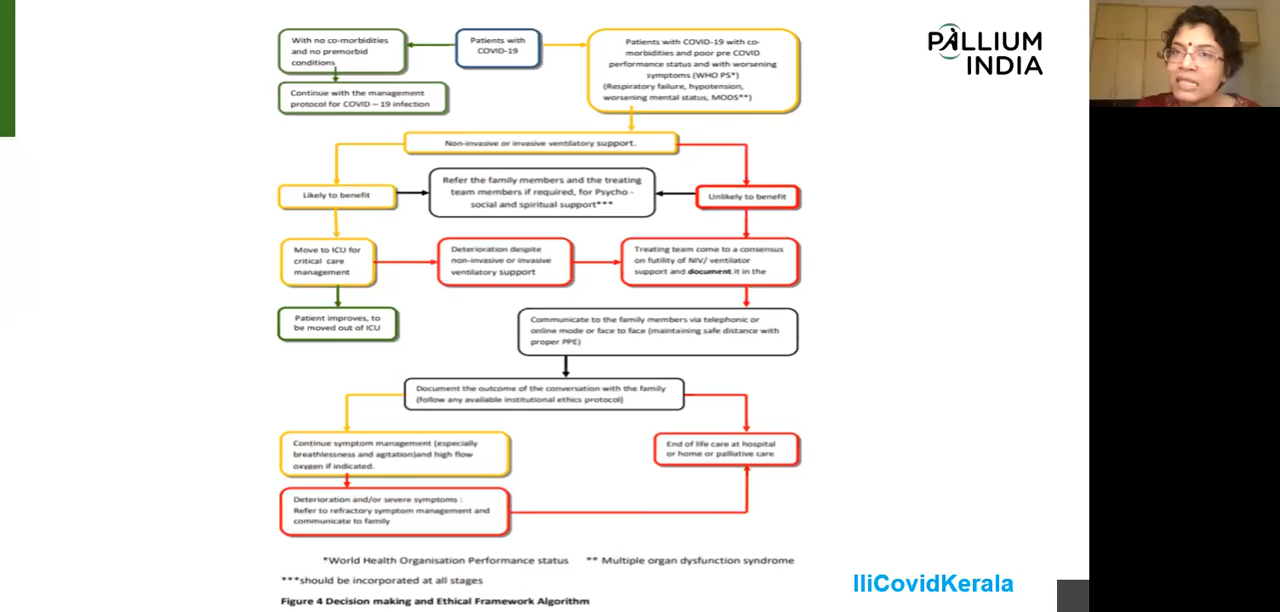 With no co-morbidities
and no premorbid
conditions
Patients with
COVID-19
Patients with COVID-19 with co-
morbidities and poor pre COVID
performance status and with worsening
symptoms (WHO PS*)
(Respiratory failure, hypotension,
worsening mental status, MODS**)
PALLIUM
INDIA
Continue with the management
protocol for COVID – 19 infection
Non-invasive or invasive ventilatory support.
Likely to benefit
Refer the family members and the treating
team members if required, for Psycho -
social and spiritual support***
Unlikely to benefit
Move to ICU for
critical care
management
Deterioration despite
non-invasive or invasive
ventilatory support
Treating team come to a consensus
on futility of NIV/ ventilator
support and document it in the
Patient improves, to
be moved out of ICU
Communicate to the family members via telephonic or
online mode or face to face (maintaining safe distance with
proper PPE)
Document the outcome of the conversation with the family
(follow any available institutional ethics protocol)
Continue symptom management (especially
breathlessness and agitation)and high flow
oxygen if indicated.
End of life care at hospital
or home or palliative care
Deterioration and/or severe symptoms :
Refer to refractory symptom management and
communicate to family
*World Health Organisation Performance status ** Multiple organ dysfunction syndrome
***should be incorporated at all stages
Figure 4 Decision making and Ethical Framework Algorithm
IliCovidKerala